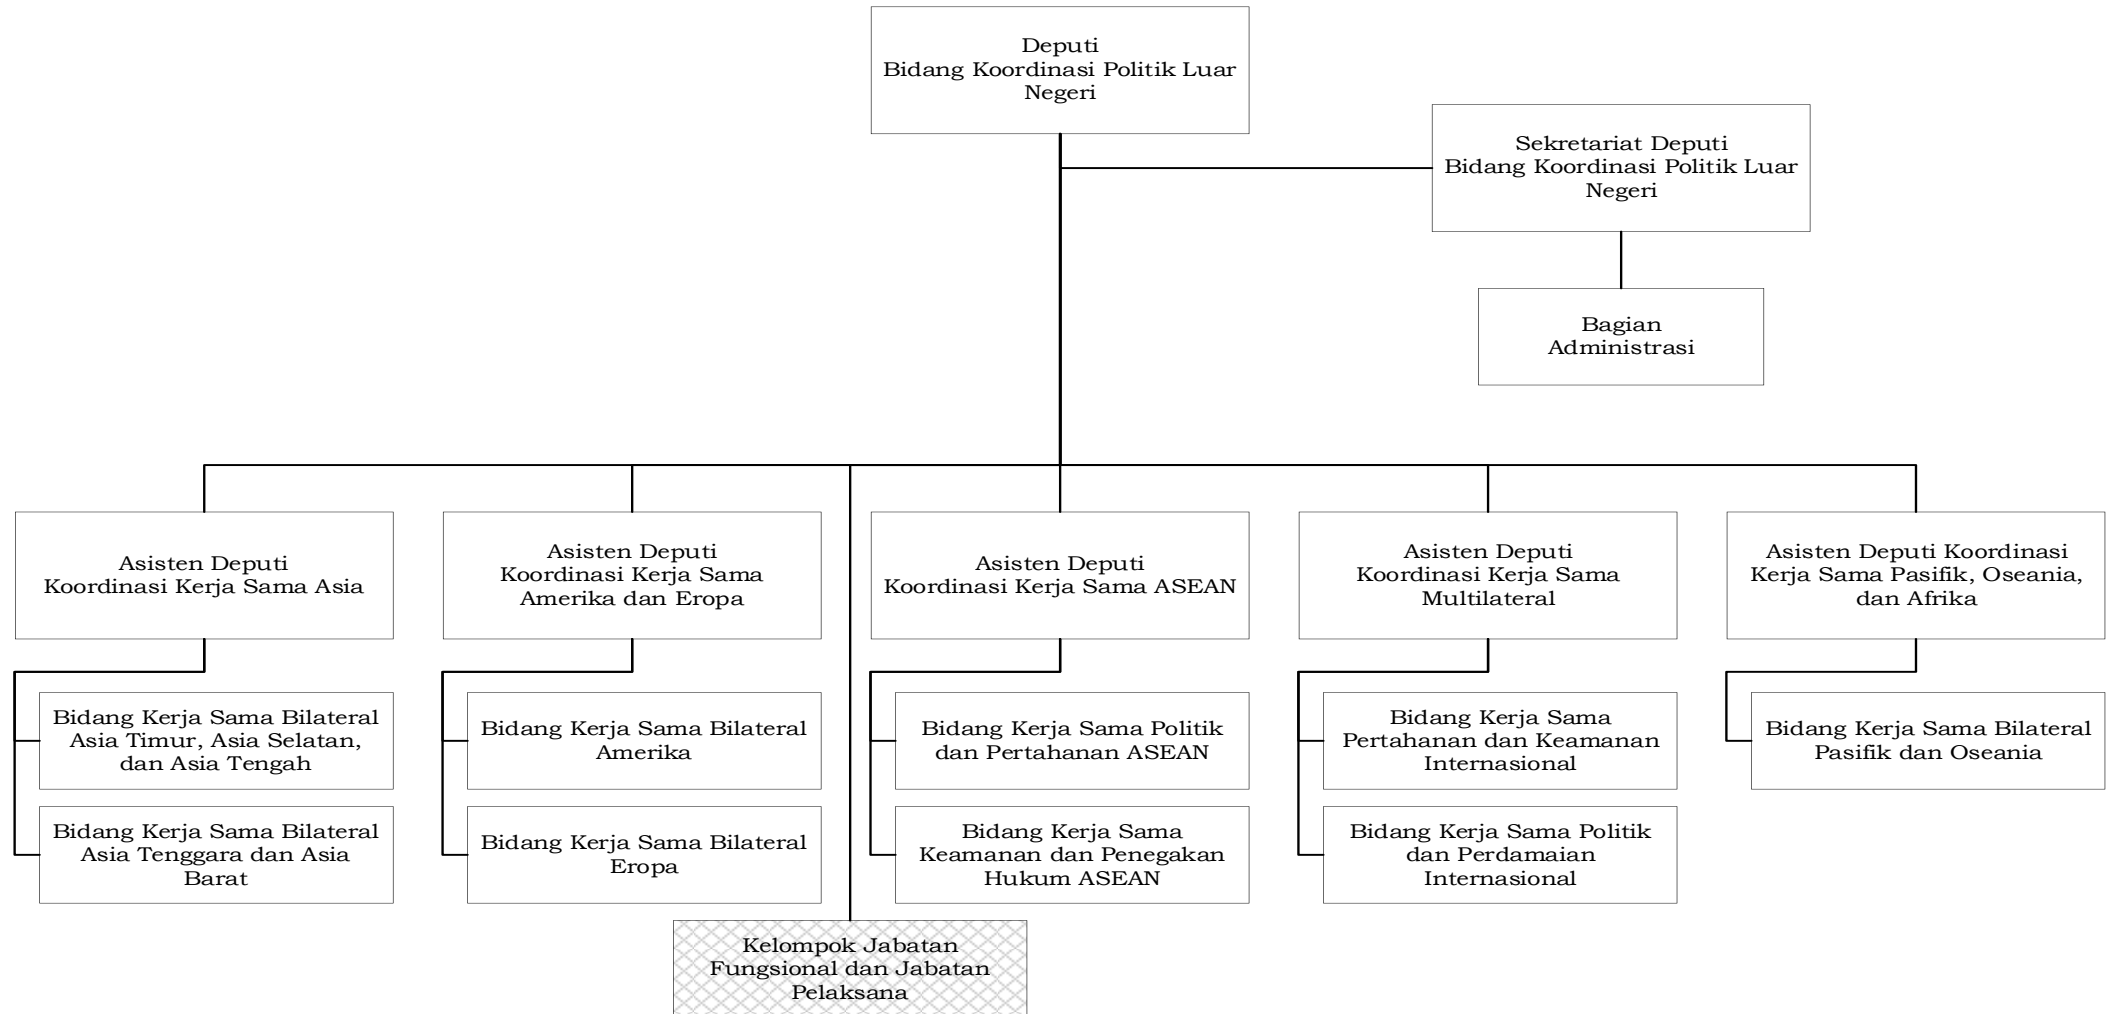 Deputi
Bidang Koordinasi Politik Luar
Negeri
Sekretariat Deputi
Bidang Koordinasi Politik Luar
Negeri
Bagian
Administrasi
Asisten Deputi
Koordinasi Kerja Sama Asia
Asisten Deputi
Koordinasi Kerja Sama
Amerika dan Eropa
Asisten Deputi
Koordinasi Kerja Sama ASEAN
Asisten Deputi
Koordinasi Kerja Sama
Multilateral
Asisten Deputi Koordinasi
Kerja Sama Pasifik, Oseania,
dan Afrika
Bidang Kerja Sama Bilateral
Asia Timur, Asia Selatan,
dan Asia Tengah
Bidang Kerja Sama Bilateral
Amerika
Bidang Kerja Sama Politik
dan Pertahanan ASEAN
Bidang Kerja Sama
Pertahanan dan Keamanan
Internasional
Bidang Kerja Sama Bilateral
Pasifik dan Oseania
Bidang Kerja Sama Bilateral
Asia Tenggara dan Asia
Barat
Bidang Kerja Sama Bilateral
Eropa
Bidang Kerja Sama
Keamanan dan Penegakan
Hukum ASEAN
Bidang Kerja Sama Politik
dan Perdamaian
Internasional
Kelompok Jabatan
Fungsional dan Jabatan
Pelaksana